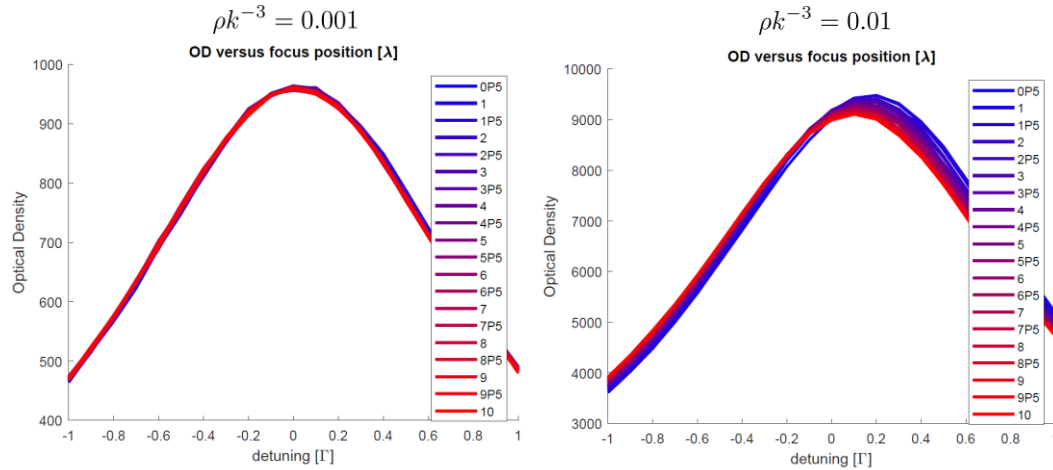 ρk⁻³ = 0.001
OD versus focus position [λ]
1000
900
800
700
600
500
400
Optical Density
-1 -0.8 -0.6 -0.4 -0.2 0 0.2 0.4 0.6 0.8 1
detuning [Γ]
0P5
1
1P5
2
2P5
3
3P5
4
4P5
5
5P5
6
6P5
7
7P5
8
8P5
9
9P5
10
ρk⁻³ = 0.01
OD versus focus position [λ]
10000
9000
8000
7000
6000
5000
4000
3000
Optical Density
-1 -0.8 -0.6 -0.4 -0.2 0 0.2 0.4 0.6 0.8 1
detuning [Γ]
0P5
1
1P5
2
2P5
3
3P5
4
4P5
5
5P5
6
6P5
7
7P5
8
8P5
9
9P5
10